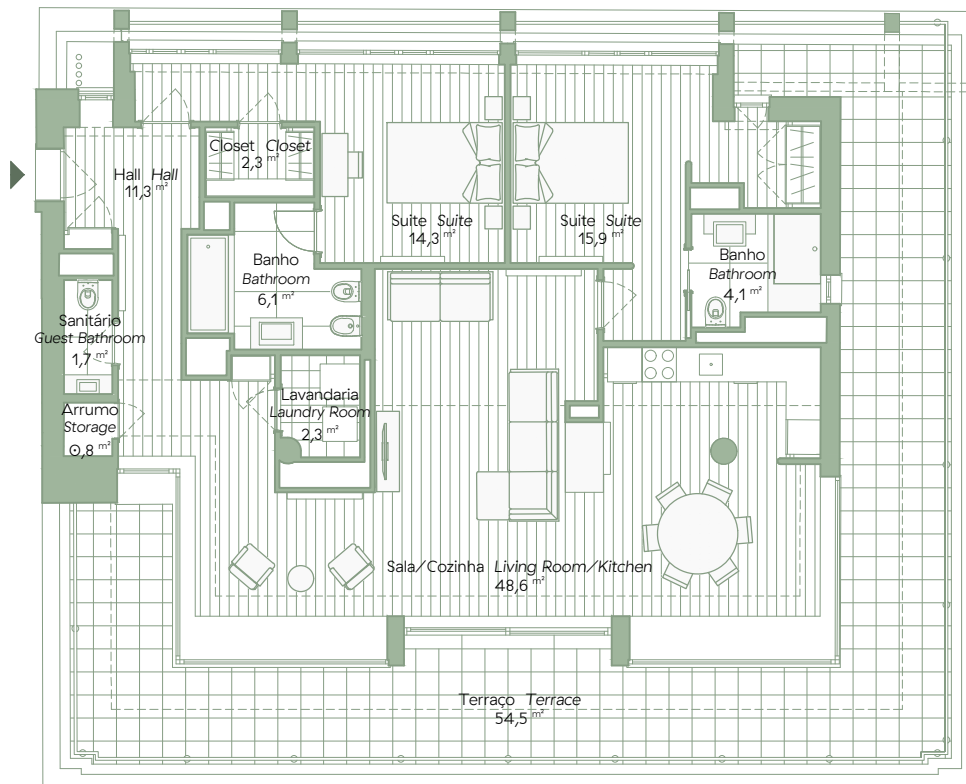 Closet Closet
2,3 m²
Hall Hall
11,3 m²
Suite Suite
14,3 m²
Suite Suite
15,9 m²
Banho
Bathroom
6,1 m²
Banho
Bathroom
4,1 m²
Sanitário
Guest Bathroom
1,7 m²
Lavandaria
Laundry Room
2,3 m²
Arrumo
Storage
0,8 m²
Sala/Cozinha Living Room/Kitchen
48,6 m²
Terraço Terrace
54,5 m²